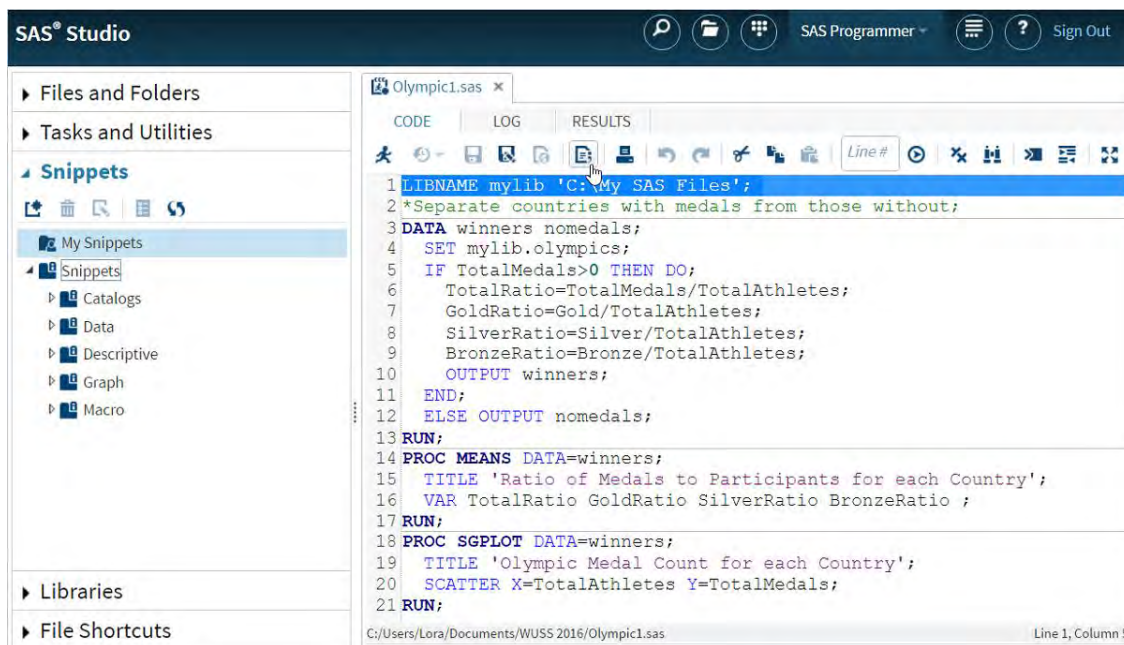 SAS® Studio
SAS Programmer
? Sign Out
Files and Folders
Tasks and Utilities
Snippets
My Snippets
Snippets
Catalogs
Data
Descriptive
Graph
Macro
Libraries
File Shortcuts
Olympic1.sas ×
CODE LOG RESULTS
Line #
1 LIBNAME mylib 'C:\My SAS Files';
2 *Separate countries with medals from those without;
3 DATA winners nomedals;
4 SET mylib.olympics;
5 IF TotalMedals>0 THEN DO;
6 TotalRatio=TotalMedals/TotalAthletes;
7 GoldRatio=Gold/TotalAthletes;
8 SilverRatio=Silver/TotalAthletes;
9 BronzeRatio=Bronze/TotalAthletes;
10 OUTPUT winners;
11 END;
12 ELSE OUTPUT nomedals;
13 RUN;
14 PROC MEANS DATA=winners;
15 TITLE 'Ratio of Medals to Participants for each Country';
16 VAR TotalRatio GoldRatio SilverRatio BronzeRatio ;
17 RUN;
18 PROC SGPLOT DATA=winners;
19 TITLE 'Olympic Medal Count for each Country';
20 SCATTER X=TotalAthletes Y=TotalMedals;
21 RUN;
C:/Users/Lora/Documents/WUSS 2016/Olympic1.sas
Line 1, Column